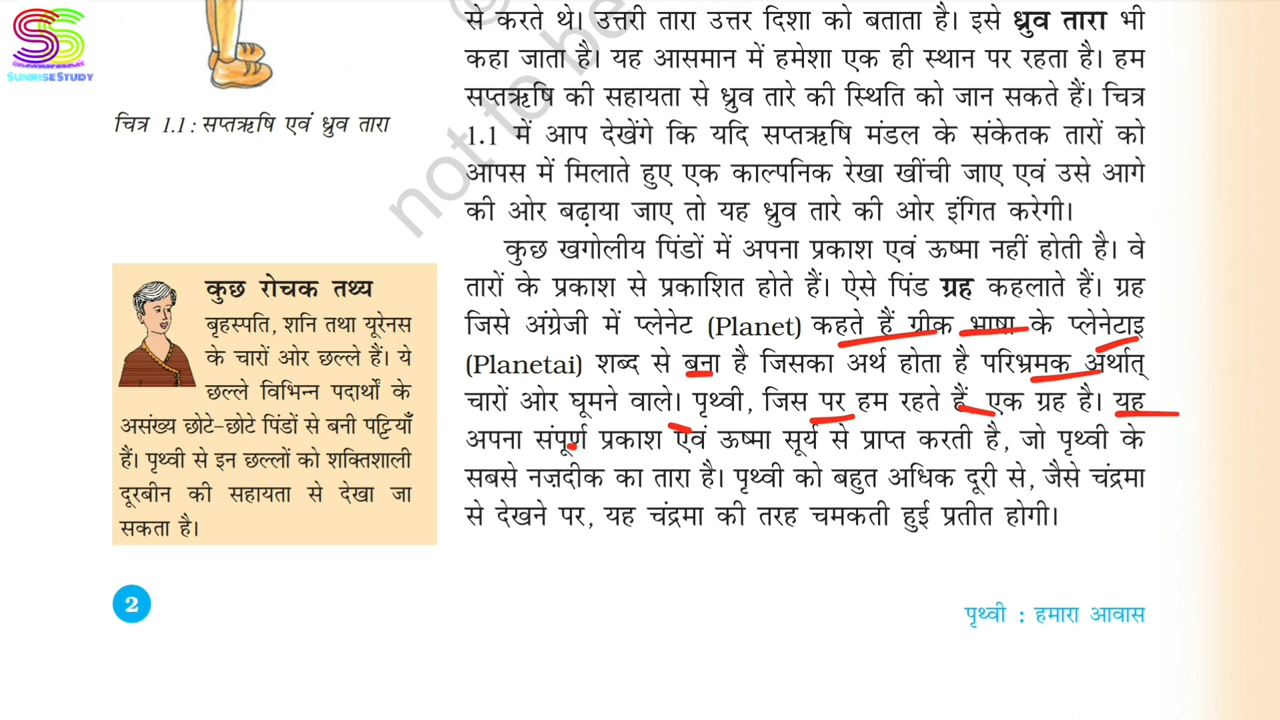 SS
SUNRISESTUDY
चित्र 1.1: सप्तऋषि एवं ध्रुव तारा
से करते थे। उत्तरी तारा उत्तर दिशा को बताता है। इसे ध्रुव तारा भी
कहा जाता है। यह आसमान में हमेशा एक ही स्थान पर रहता है। हम
सप्तऋषि की सहायता से ध्रुव तारे की स्थिति को जान सकते हैं। चित्र
1.1 में आप देखेंगे कि यदि सप्तऋषि मंडल के संकेतक तारों को
आपस में मिलाते हुए एक काल्पनिक रेखा खींची जाए एवं उसे आगे
की ओर बढ़ाया जाए तो यह ध्रुव तारे की ओर इंगित करेगी।
कुछ खगोलीय पिंडों में अपना प्रकाश एवं ऊष्मा नहीं होती है। वे
तारों के प्रकाश से प्रकाशित होते हैं। ऐसे पिंड ग्रह कहलाते हैं। ग्रह
जिसे अंग्रेजी में प्लेनेट (Planet) कहते हैं ग्रीक भाषा के प्लेनेटाइ
(Planetai) शब्द से बना है जिसका अर्थ होता है परिभ्रमक अर्थात्
चारों ओर घूमने वाले। पृथ्वी, जिस पर हम रहते हैं, एक ग्रह है। यह
अपना संपूर्ण प्रकाश एवं ऊष्मा सूर्य से प्राप्त करती है, जो पृथ्वी के
सबसे नज़दीक का तारा है। पृथ्वी को बहुत अधिक दूरी से, जैसे चंद्रमा
से देखने पर, यह चंद्रमा की तरह चमकती हुई प्रतीत होगी।
कुछ रोचक तथ्य
बृहस्पति, शनि तथा यूरेनस
के चारों ओर छल्ले हैं। ये
छल्ले विभिन्न पदार्थों के
असंख्य छोटे-छोटे पिंडों से बनी पट्टियाँ
हैं। पृथ्वी से इन छल्लों को शक्तिशाली
दूरबीन की सहायता से देखा जा
सकता है।
not to be
2
पृथ्वी : हमारा आवास